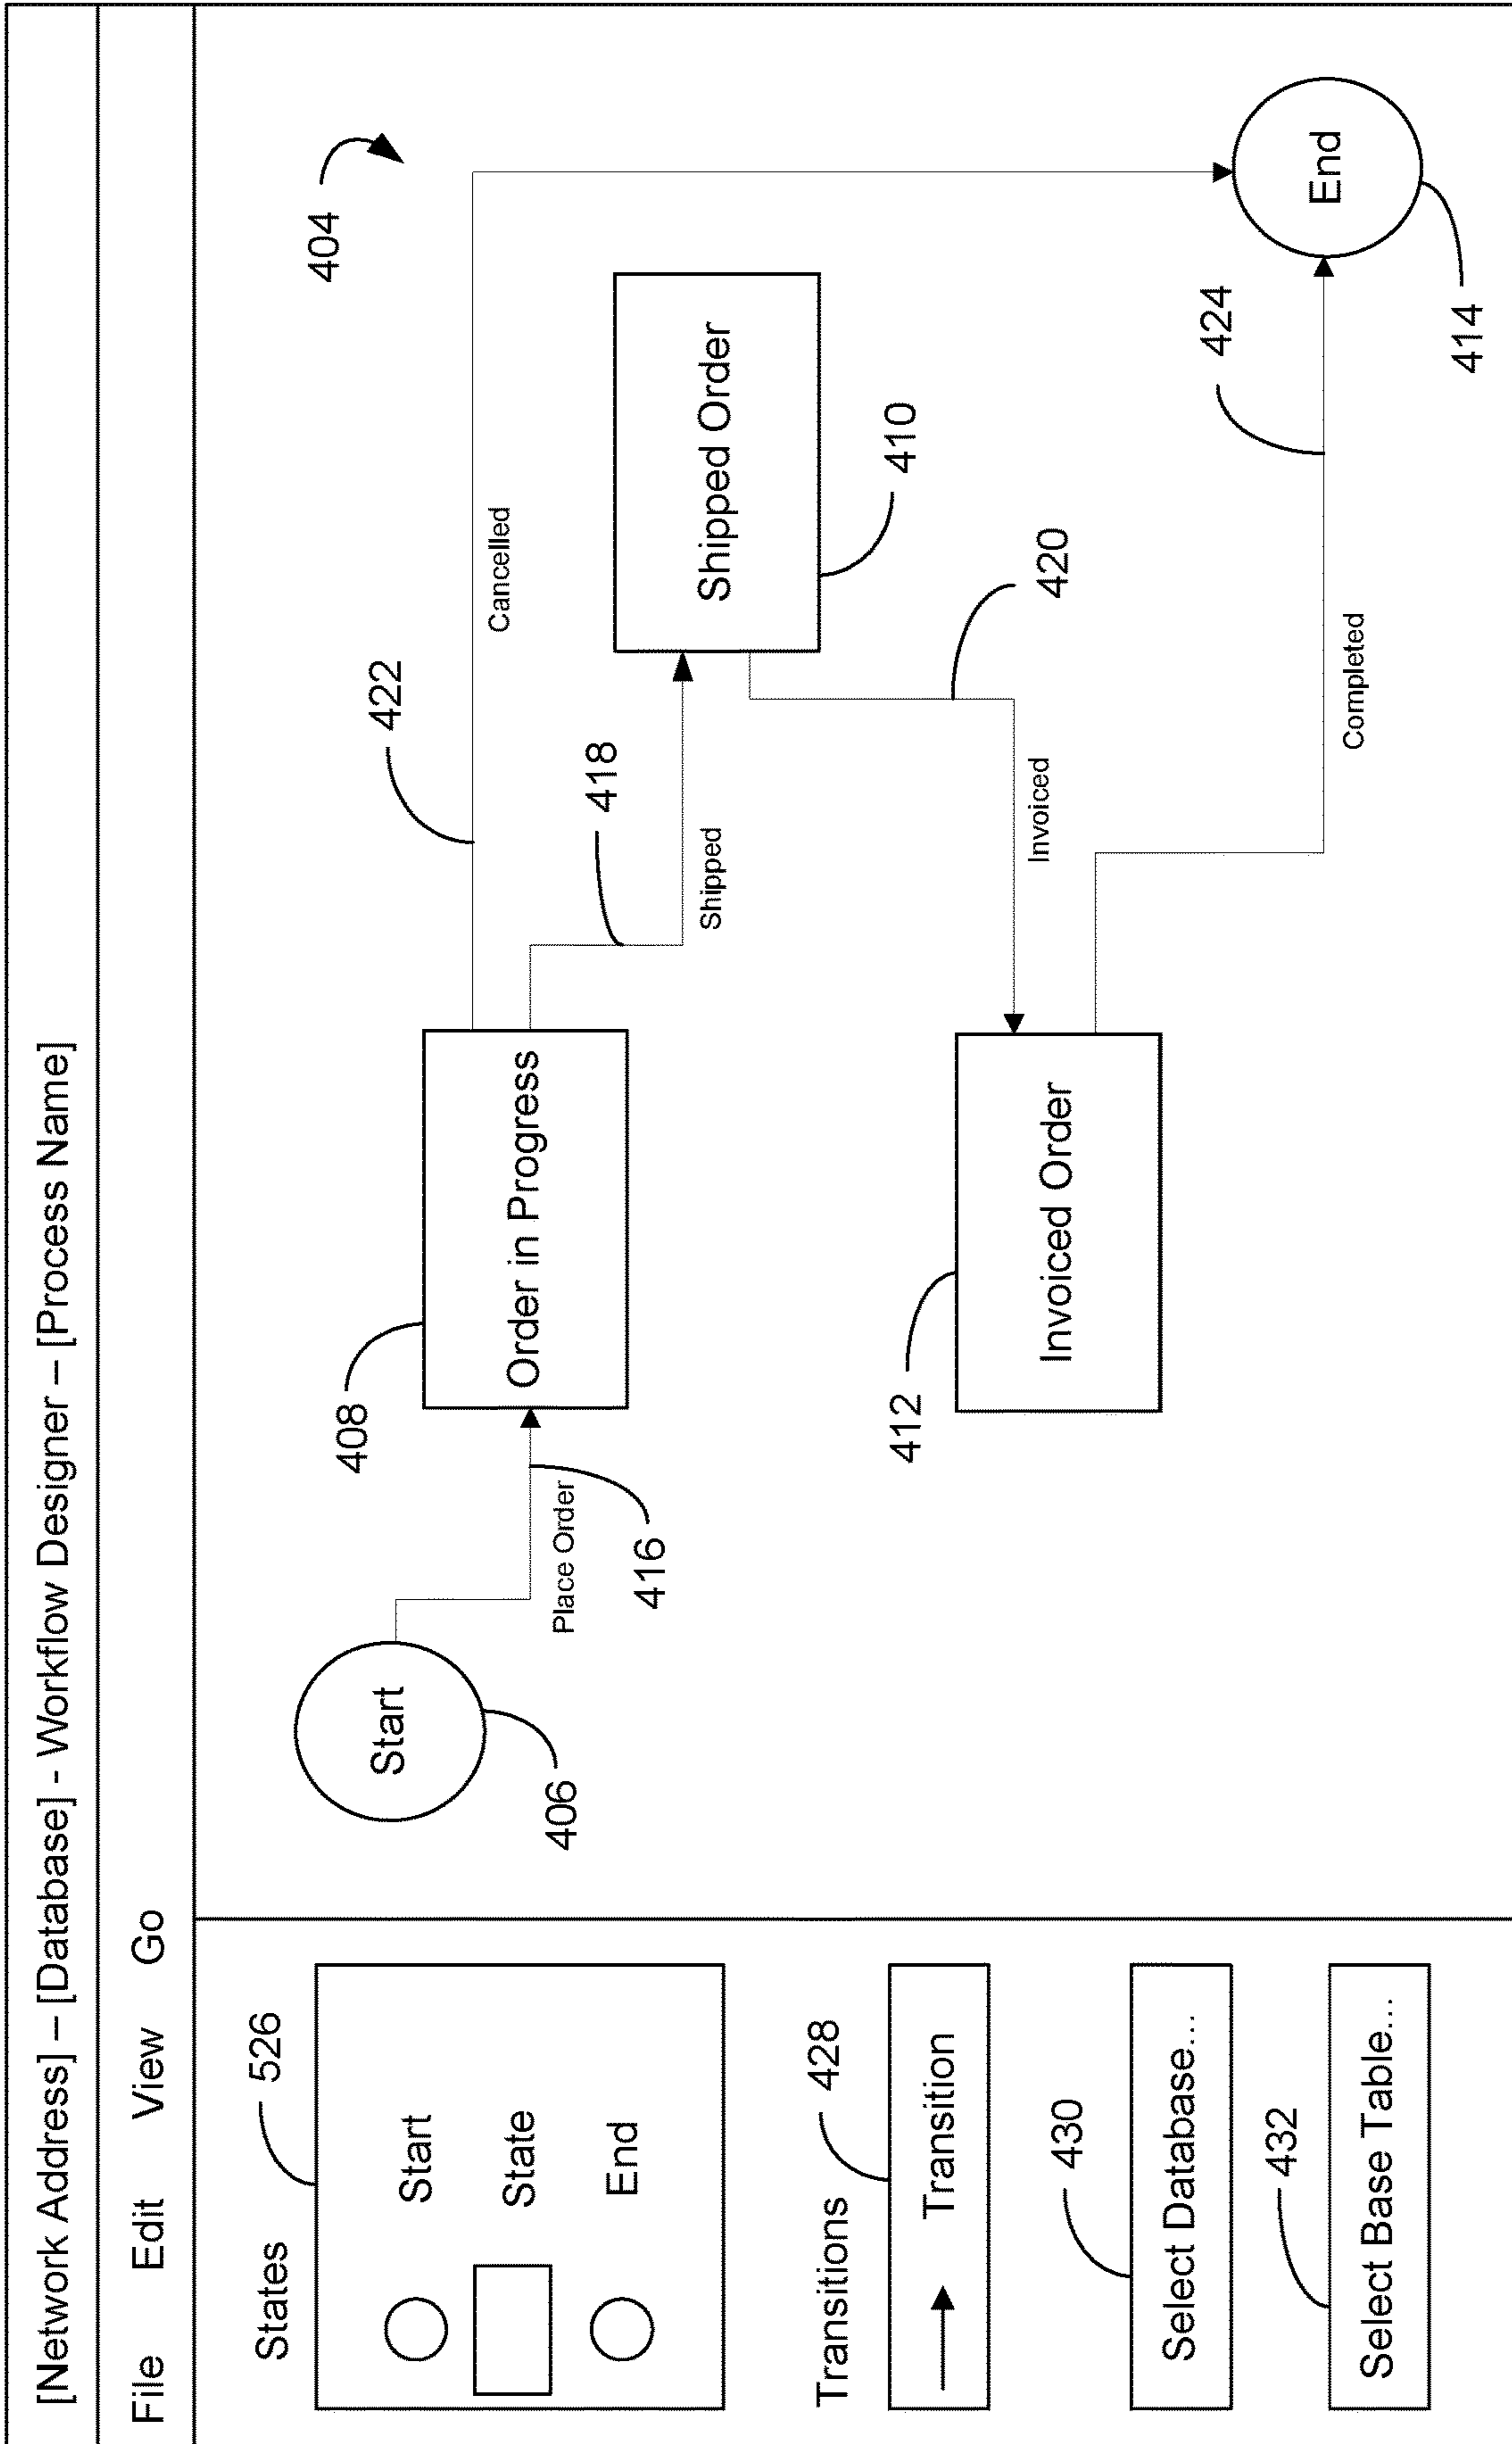 [Network Address] – [Database] - Workflow Designer – [Process Name]
File Edit View Go
States
526
Start
State
End
Transitions
428
Transition
430
Select Database...
432
Select Base Table...
404
Start
406
Place Order
416
408
Order in Progress
422
Cancelled
418
Shipped
Shipped Order
410
420
Invoiced
412
Invoiced Order
Completed
424
End
414